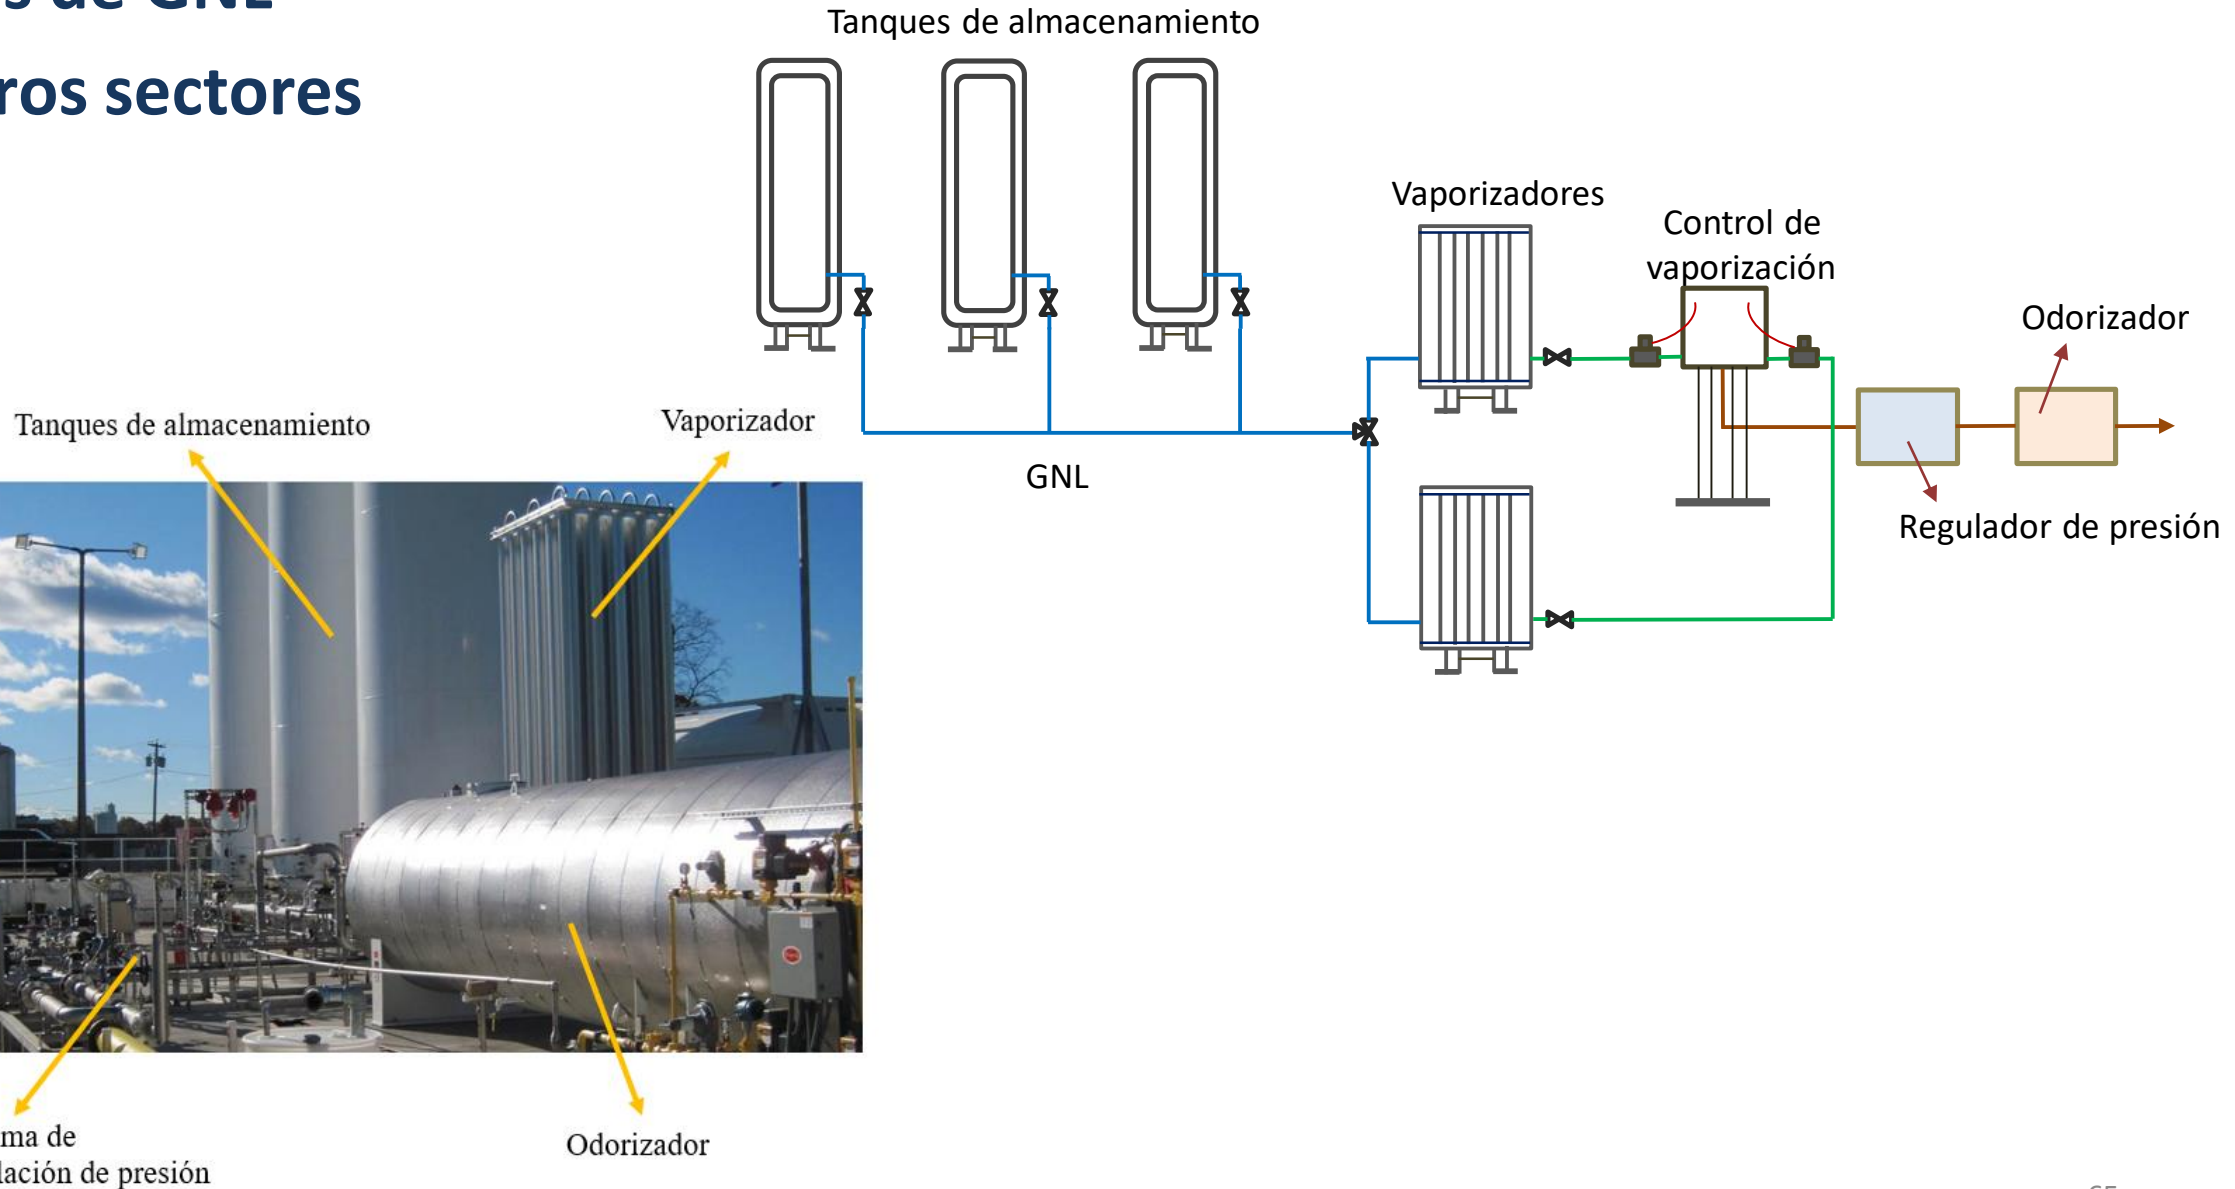 s de GNL
ros sectores
Tanques de almacenamiento
Vaporizadores
Control de
vaporización
Odorizador
GNL
Regulador de presión
Tanques de almacenamiento
Vaporizador
ma de
lación de presión
Odorizador